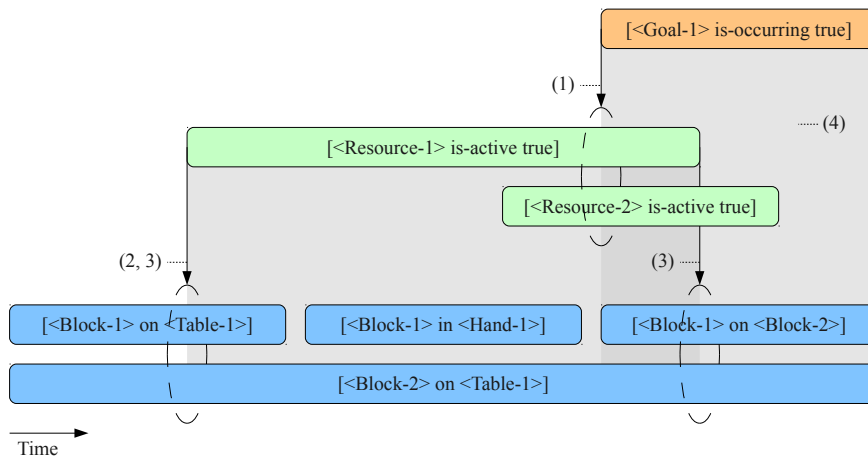 [<Goal-1> is-occurring true]
(1)
(4)
[<Resource-1> is-active true]
[<Resource-2> is-active true]
(2, 3)
(3)
[<Block-1> on <Table-1>]
[<Block-1> in <Hand-1>]
[<Block-1> on <Block-2>]
[<Block-2> on <Table-1>]
Time